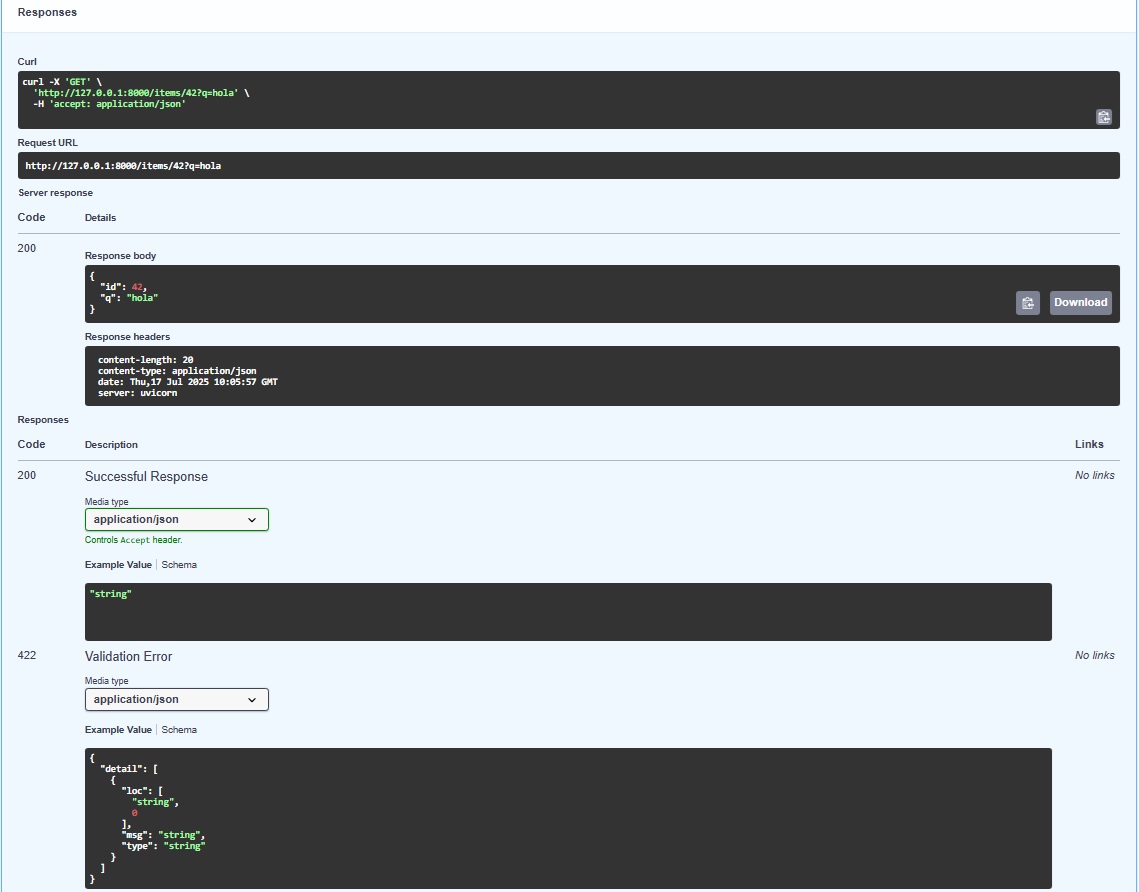 Responses
Curl
curl -X 'GET' \
'http://127.0.0.1:8000/items/42?q=hola' \
-H 'accept: application/json'
Request URL
http://127.0.0.1:8000/items/42?q=hola
Server response
Code Details
200
Response body
{
"id": 42,
"q": "hola"
}
Download
Response headers
content-length: 20
content-type: application/json
date: Thu,17 Jul 2025 10:05:57 GMT
server: uvicorn
Responses
Code Description Links
200 Successful Response No links
Media type
application/json
Controls Accept header.
Example Value Schema
"string"
422 Validation Error No links
Media type
application/json
Example Value Schema
{
"detail": [
{
"loc": [
"string",
0
],
"msg": "string",
"type": "string"
}
]
}